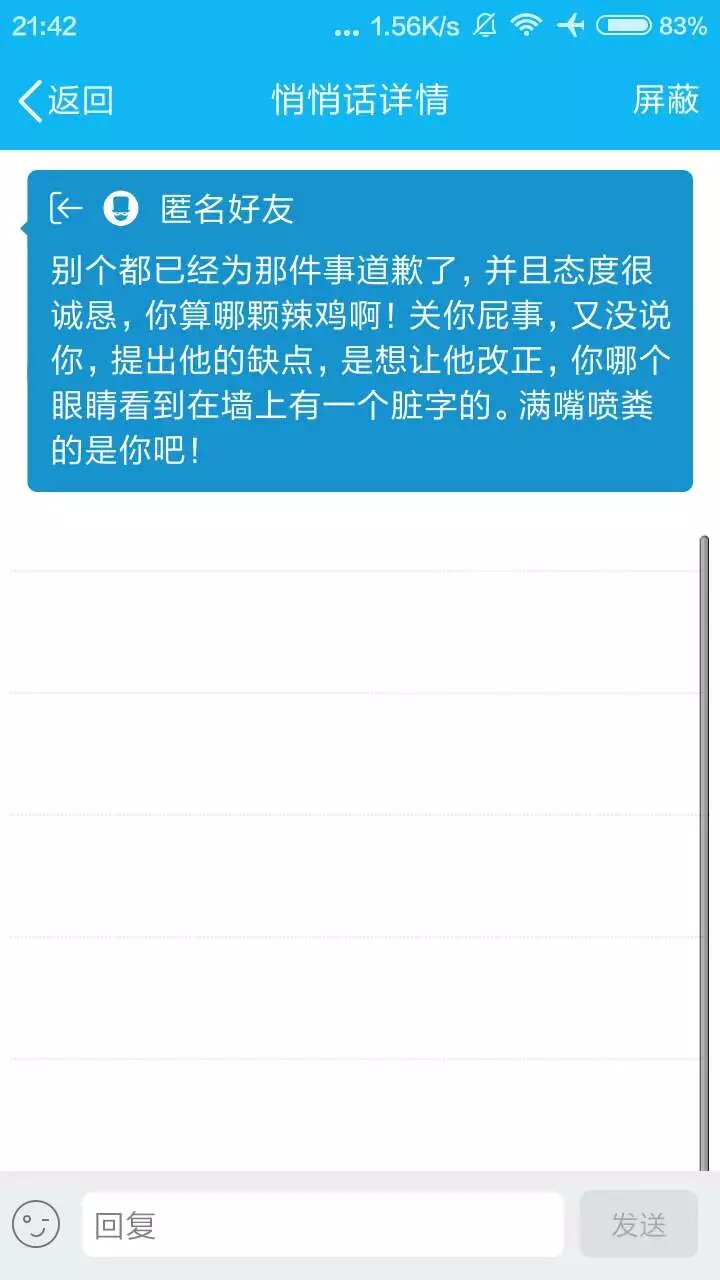 21:42 ... 1.56K/s 83%
返回 悄悄话详情 屏蔽
匿名好友
别个都已经为那件事道歉了，并且态度很
诚恳，你算哪颗辣鸡啊！关你屁事，又没说
你，提出他的缺点，是想让他改正，你哪个
眼睛看到在墙上有一个脏字的。满嘴喷粪
的是你吧！
回复 发送